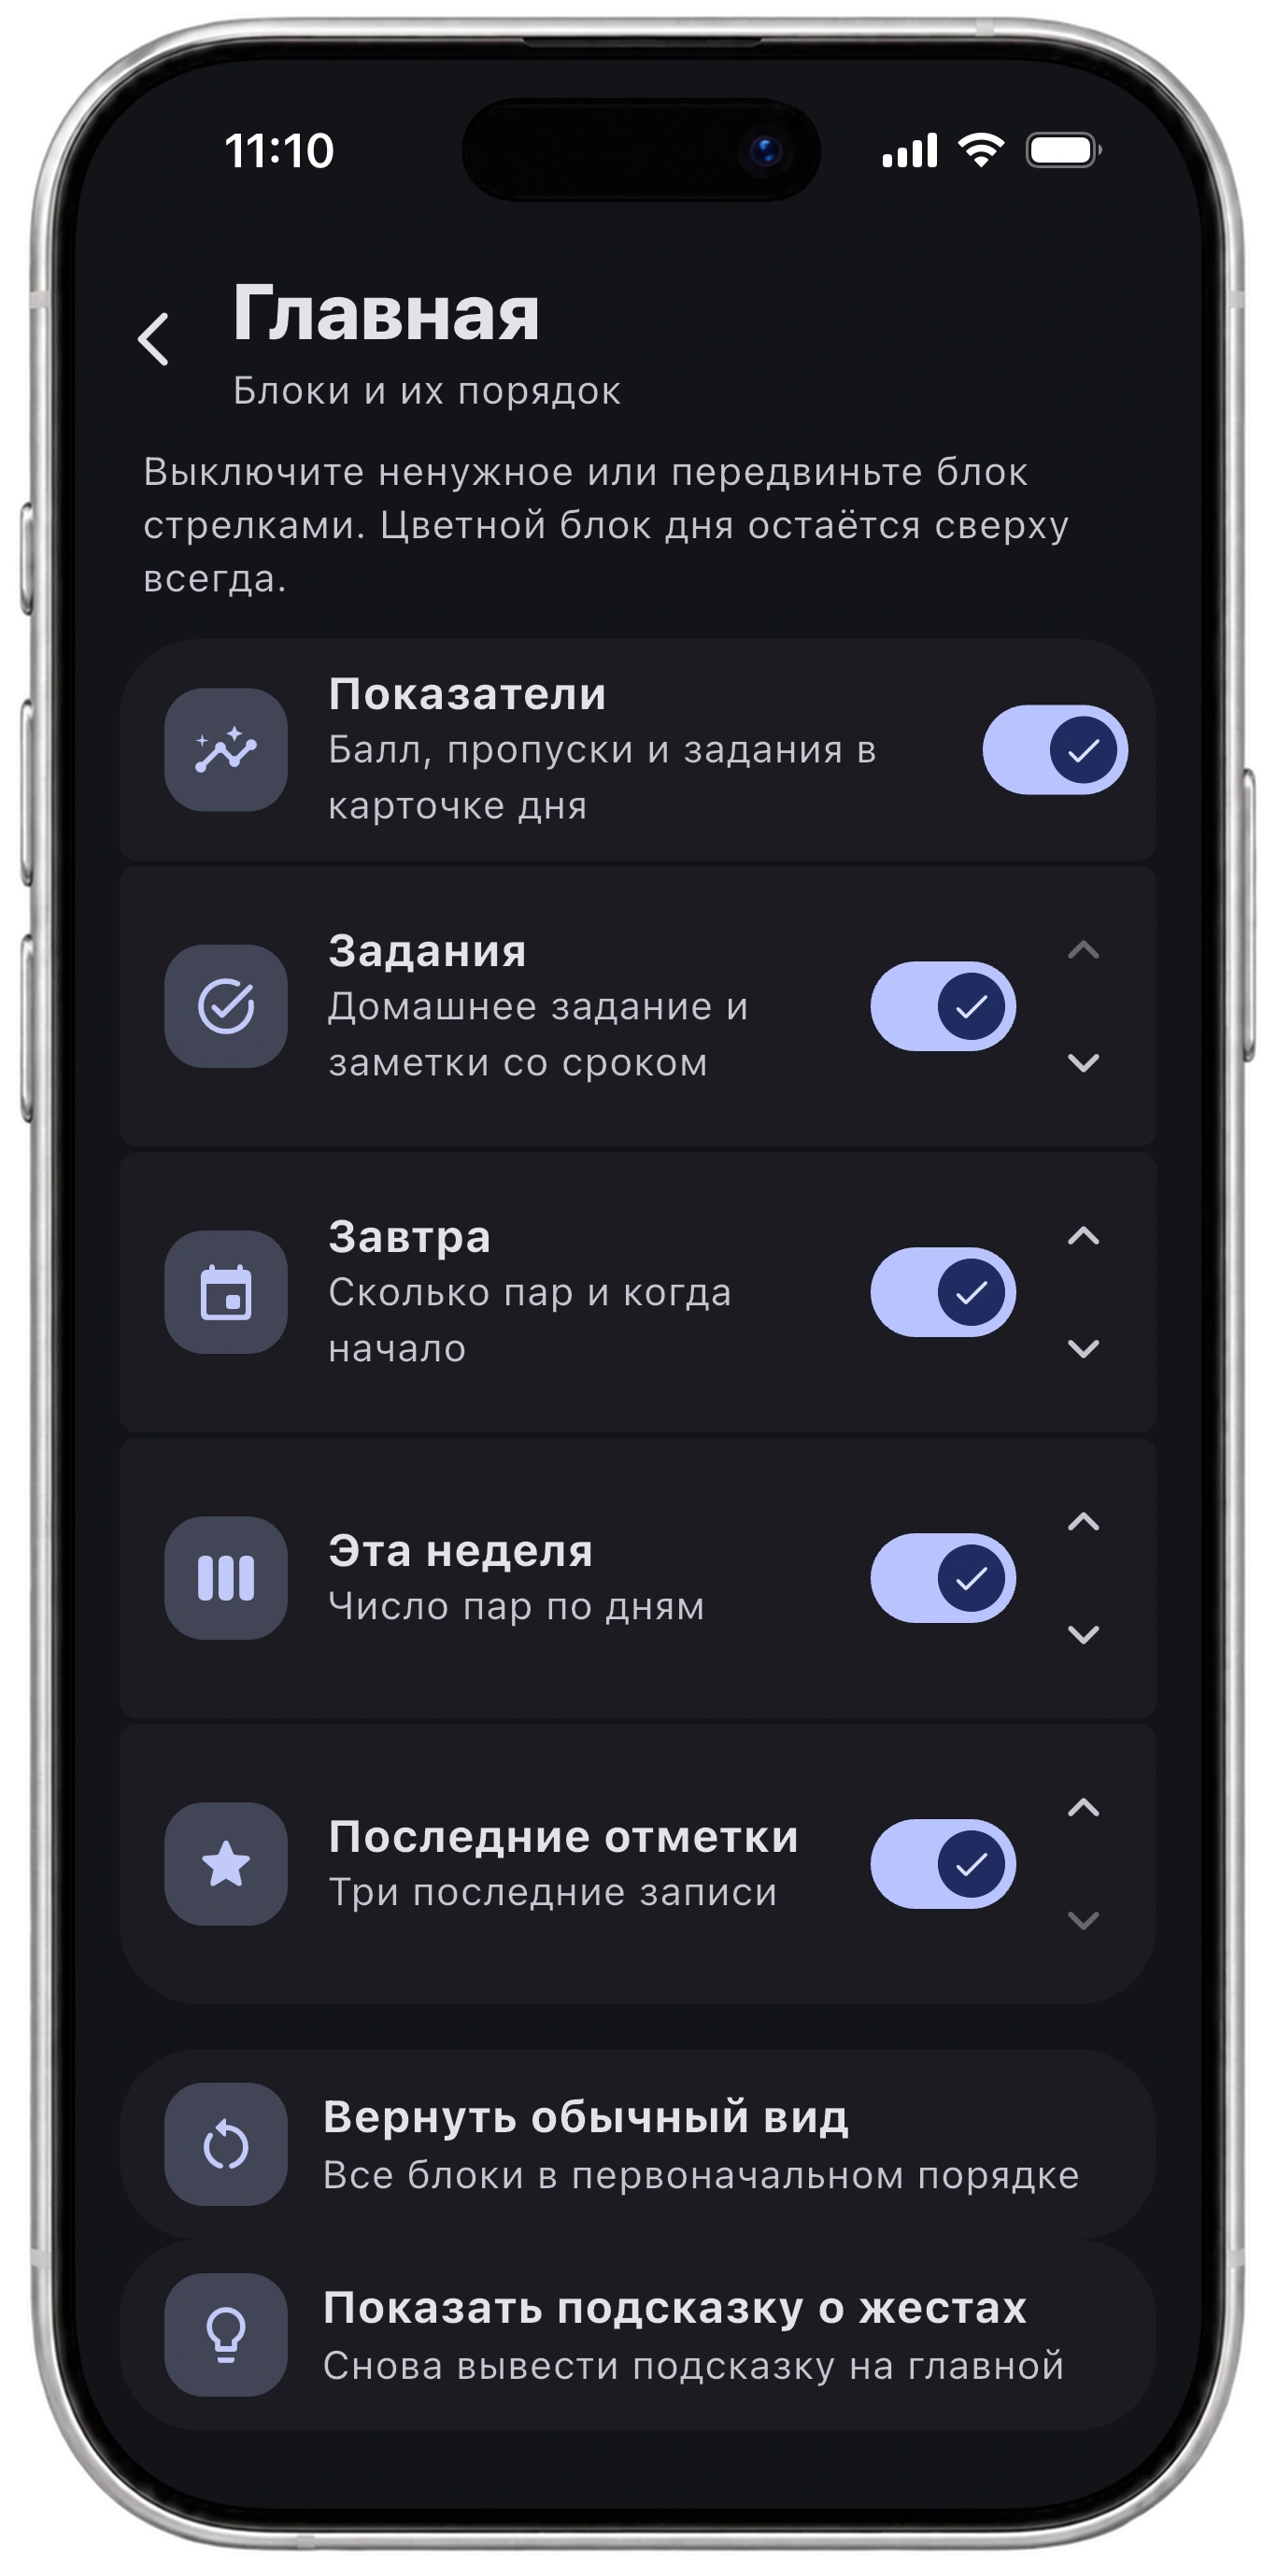 11:10
Главная
Блоки и их порядок
Выключите ненужное или передвиньте блок
стрелками. Цветной блок дня остаётся сверху
всегда.
Показатели
Балл, пропуски и задания в
карточке дня
Задания
Домашнее задание и
заметки со сроком
Завтра
Сколько пар и когда
начало
Эта неделя
Число пар по дням
Последние отметки
Три последние записи
Вернуть обычный вид
Все блоки в первоначальном порядке
Показать подсказку о жестах
Снова вывести подсказку на главной